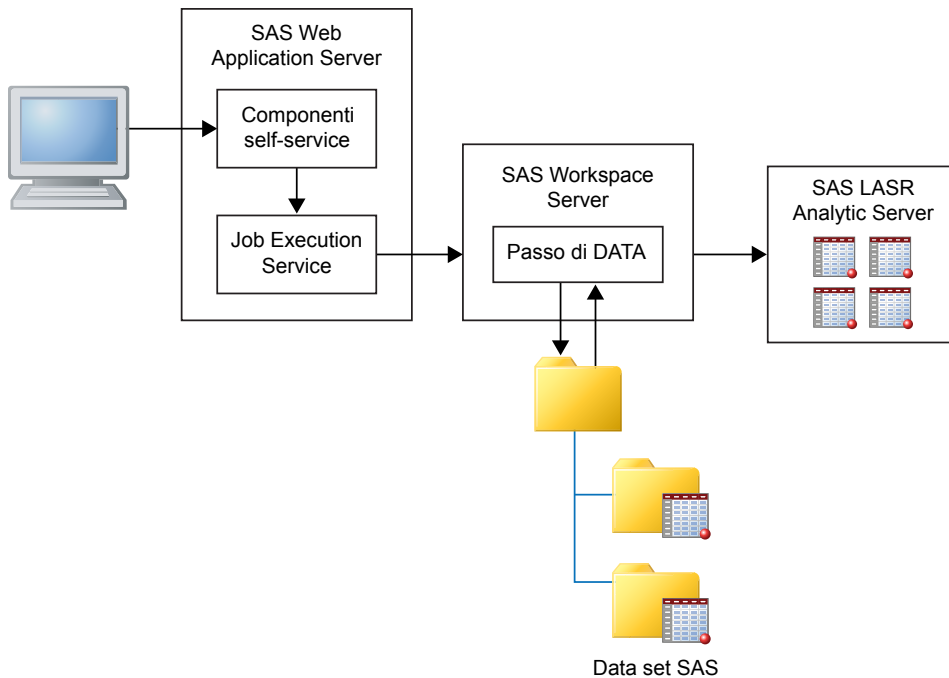 SAS Web
Application Server
Componenti
self-service
Job Execution
Service
SAS Workspace
Server
Passo di DATA
SAS LASR
Analytic Server
Data set SAS